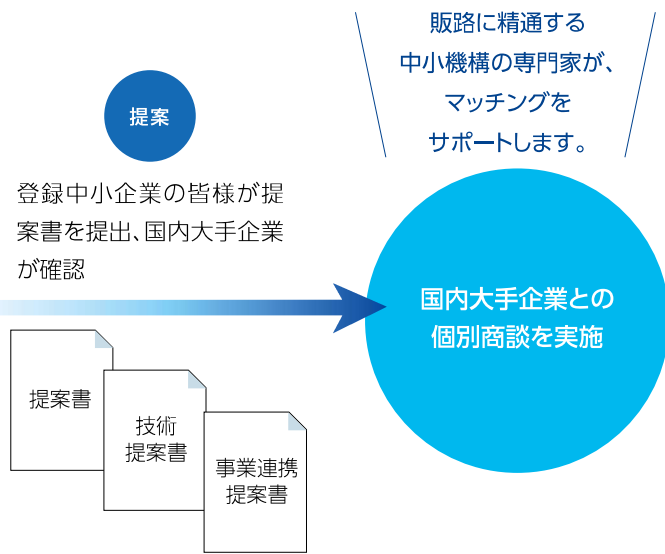 販路に精通する
中小機構の専門家が、
マッチングを
サポートします。
提案
登録中小企業の皆様が提
案書を提出、国内大手企業
が確認
国内大手企業との
個別商談を実施
提案書
技術
提案書
事業連携
提案書